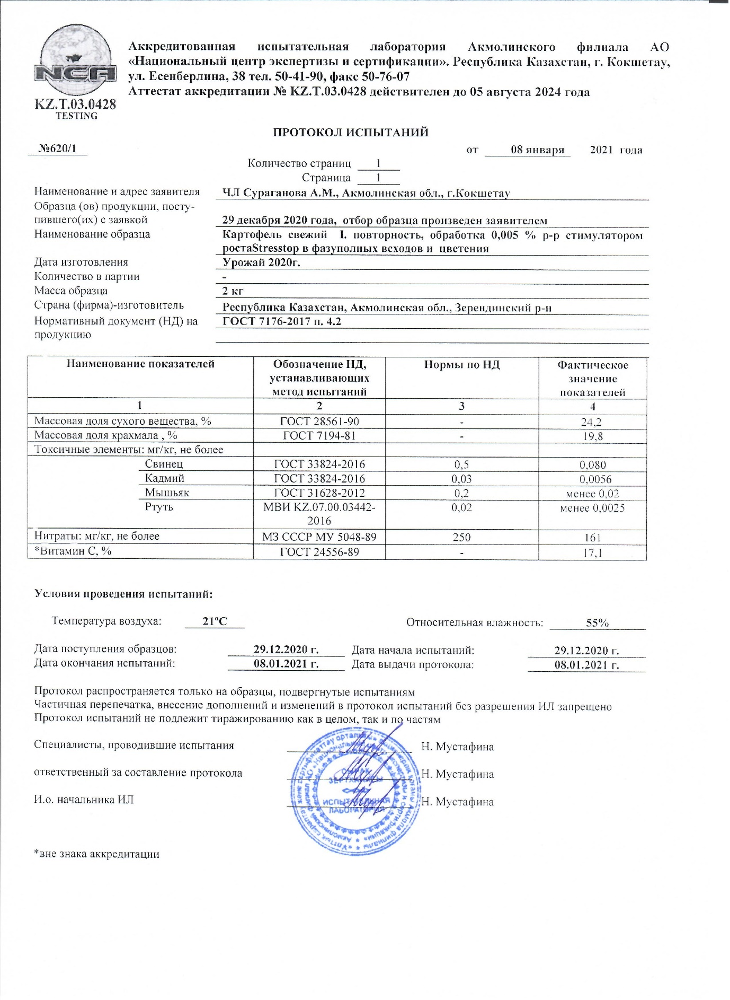 NCA
KZ.T.03.0428
TESTING
Аккредитованная испытательная лаборатория Акмолинского филиала АО
«Национальный центр экспертизы и сертификации». Республика Казахстан, г. Кокшетау,
ул. Есенберлина, 38 тел. 50-41-90, факс 50-76-07
Аттестат аккредитации № KZ.T.03.0428 действителен до 05 августа 2024 года
ПРОТОКОЛ ИСПЫТАНИЙ
№620/1 от 08 января 2021 года
Количество страниц 1
Страница 1
Наименование и адрес заявителя ЧЛ Сураганова А.М., Акмолинская обл., г.Кокшетау
Образца (ов) продукции, посту-
пившего(их) с заявкой 29 декабря 2020 года, отбор образца произведен заявителем
Наименование образца Картофель свежий I. повторность, обработка 0,005 % р-р стимулятором
ростаStresstop в фазуполных всходов и цветения
Дата изготовления Урожай 2020г.
Количество в партии -
Масса образца 2 кг
Страна (фирма)-изготовитель Республика Казахстан, Акмолинская обл., Зерендинский р-н
Нормативный документ (НД) на ГОСТ 7176-2017 п. 4.2
продукцию
Наименование показателей Обозначение НД, Нормы по НД Фактическое
устанавливающих значение
метод испытаний показателей
1 2 3 4
Массовая доля сухого вещества, % ГОСТ 28561-90 - 24,2
Массовая доля крахмала , % ГОСТ 7194-81 - 19,8
Токсичные элементы: мг/кг, не более
Свинец ГОСТ 33824-2016 0,5 0,080
Кадмий ГОСТ 33824-2016 0,03 0,0056
Мышьяк ГОСТ 31628-2012 0,2 менее 0,02
Ртуть МВИ KZ.07.00.03442- 0,02 менее 0,0025
2016
Нитраты: мг/кг, не более МЗ СССР МУ 5048-89 250 161
*Витамин С, % ГОСТ 24556-89 - 17,1
Условия проведения испытаний:
Температура воздуха: 21°С Относительная влажность: 55%
Дата поступления образцов: 29.12.2020 г. Дата начала испытаний: 29.12.2020 г.
Дата окончания испытаний: 08.01.2021 г. Дата выдачи протокола: 08.01.2021 г.
Протокол распространяется только на образцы, подвергнутые испытаниям
Частичная перепечатка, внесение дополнений и изменений в протокол испытаний без разрешения ИЛ запрещено
Протокол испытаний не подлежит тиражированию как в целом, так и по частям
Специалисты, проводившие испытания Н. Мустафина
ответственный за составление протокола Н. Мустафина
И.о. начальника ИЛ Н. Мустафина
ЗЕРТХАНАСЫ
ИСПЫТАТЕЛЬНАЯ
ЛАБОРАТОРИЯ
*вне знака аккредитации